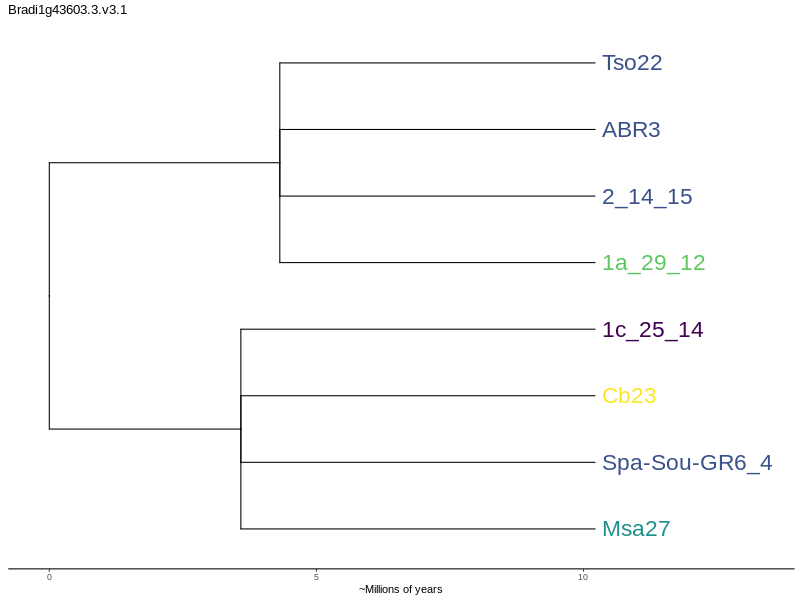 Bradi1g43603.3.v3.1
Tso22
ABR3
2_14_15
1a_29_12
1c_25_14
Cb23
Spa-Sou-GR6_4
Msa27
0 5 10
~Millions of years